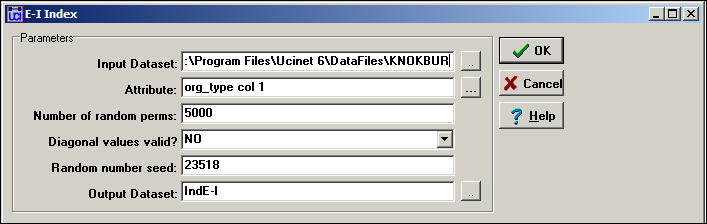 UC E-I Index
Parameters
Input Dataset: :\Program Files\Ucinet 6\DataFiles\KNOKBUR ..
Attribute: org_type col 1 ...
Number of random perms: 5000
Diagonal values valid? NO
Random number seed: 23518
Output Dataset: IndE-I ..
OK
Cancel
Help